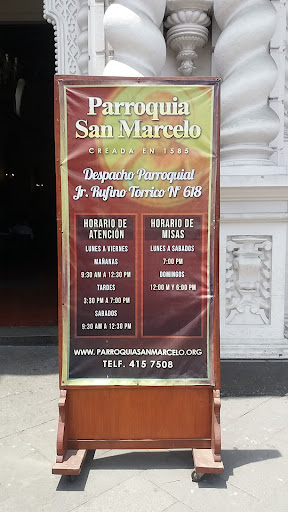 Parroquia
San Marcelo
CREADA EN 1585
Despacho Parroquial
Jr. Rufino Torrico Nº 618
HORARIO DE
ATENCIÓN
LUNES A VIERNES
MAÑANAS
9:30 AM A 12:30 PM
TARDES
3:30 PM A 7:00 PM
SABADOS
9:30 AM A 12:30 PM
HORARIO DE
MISAS
LUNES A SABADOS
7:00 PM
DOMINGOS
12:00 M Y 6:00 PM
WWW.PARROQUIASANMARCELO.ORG
TELF. 415 7508